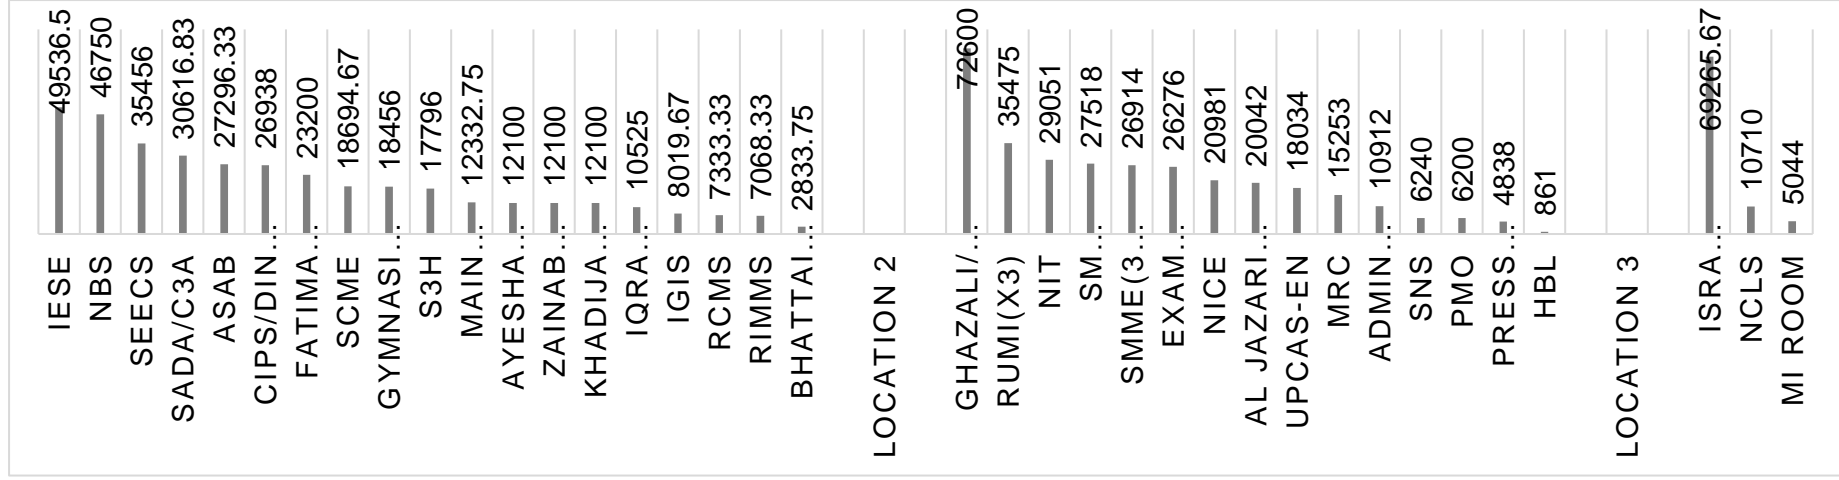 49536.5
46750
35456
30616.83
27296.33
26938
23200
18694.67
18456
17796
12332.75
12100
12100
12100
10525
8019.67
7333.33
7068.33
2833.75
72600
35475
29051
27518
26914
26276
20981
20042
18034
15253
10912
6240
6200
4838
861
69265.67
10710
5044
IESE
NBS
SEECS
SADA/C3A
ASAB
CIPS/DIN…
FATIMA…
SCME
GYMNASI…
S3H
MAIN…
AYESHA…
ZAINAB…
KHADIJA…
IQRA…
IGIS
RCMS
RIMMS
BHATTAI…
LOCATION 2
GHAZALI/…
RUMI(X3)
NIT
SM…
SMME(3…
EXAM…
NICE
AL JAZARI…
UPCAS-EN
MRC
ADMIN…
SNS
PMO
PRESS…
HBL
LOCATION 3
ISRA…
NCLS
MI ROOM